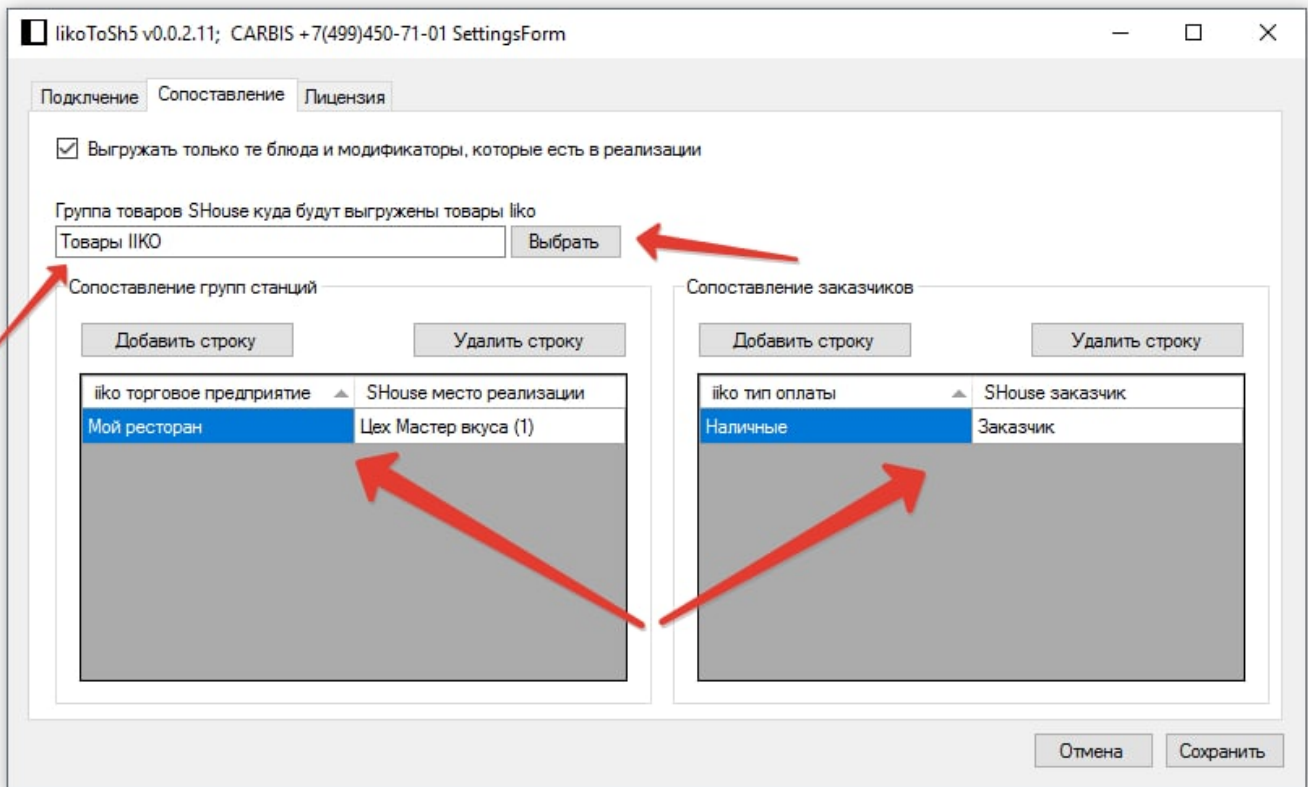 IikoToSh5 v0.0.2.11; CARBIS +7(499)450-71-01 SettingsForm
Подклчение Сопоставление Лицензия
Выгружать только те блюда и модификаторы, которые есть в реализации
Группа товаров SHouse куда будут выгружены товары Iiko
Товары IIKO Выбрать
Сопоставление групп станций Сопоставление заказчиков
Добавить строку Удалить строку Добавить строку Удалить строку
iiko торговое предприятие SHouse место реализации iiko тип оплаты SHouse заказчик
Мой ресторан Цех Мастер вкуса (1) Наличные Заказчик
Отмена Сохранить